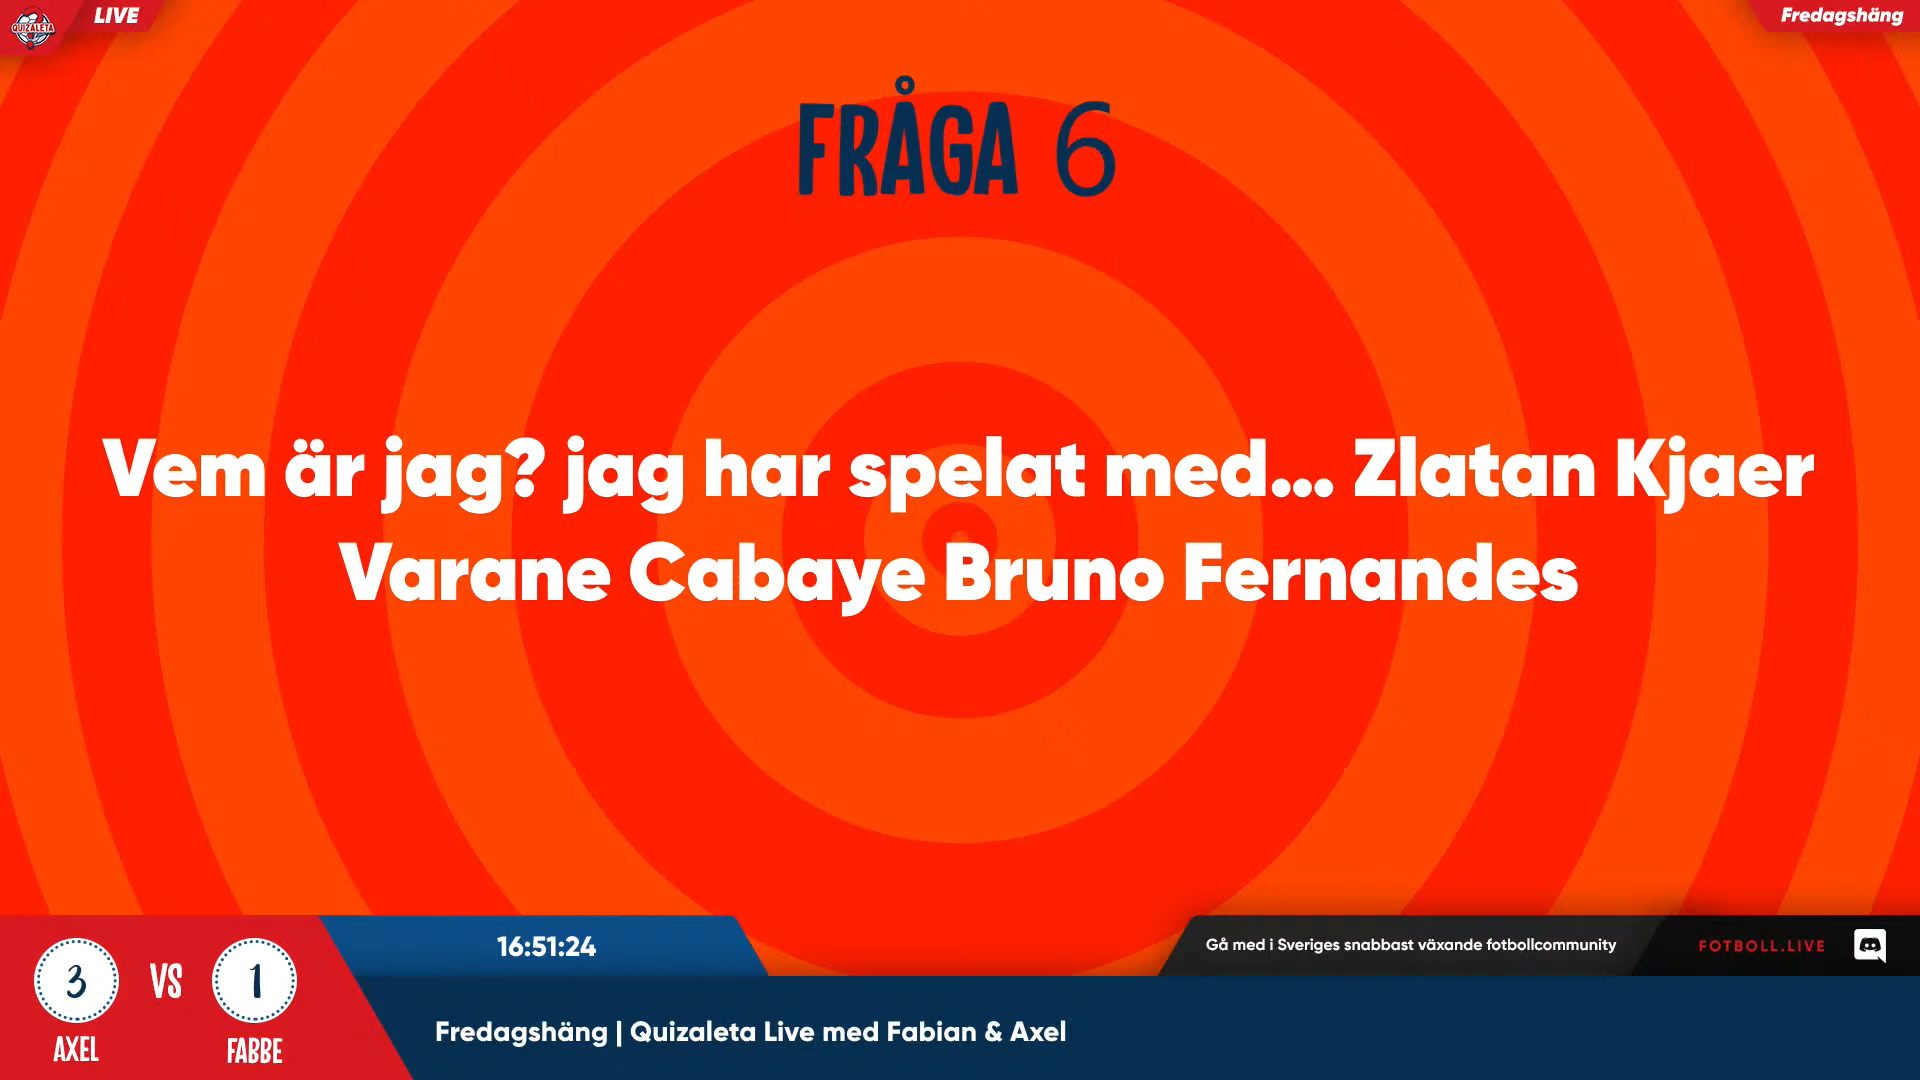 QUIZALETA
LIVE
Fredagshäng
FRÅGA 6
Vem är jag? jag har spelat med... Zlatan Kjaer
Varane Cabaye Bruno Fernandes
16:51:24
Gå med i Sveriges snabbast växande fotbollcommunity
FOTBOLL.LIVE
3 VS 1
AXEL FABBE
Fredagshäng | Quizaleta Live med Fabian & Axel